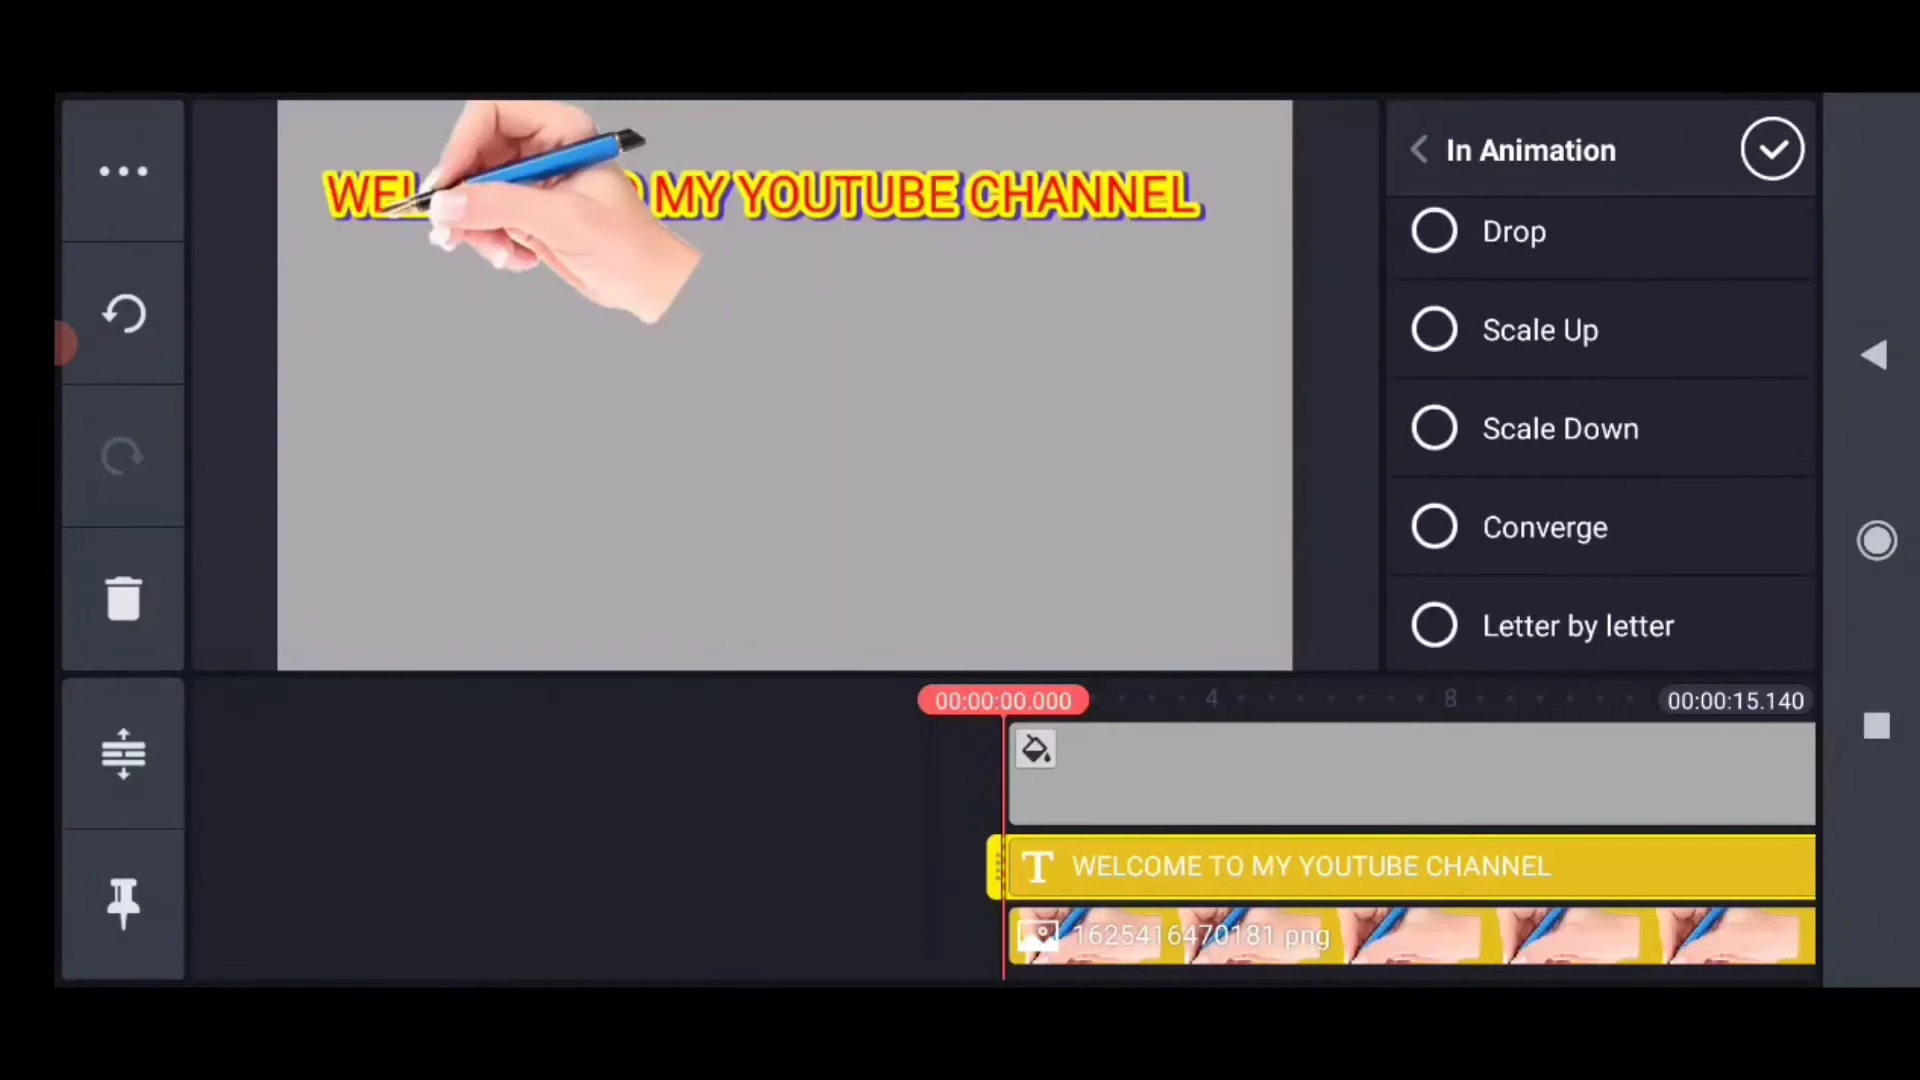 WEL O MY YOUTUBE CHANNEL
In Animation
Drop
Scale Up
Scale Down
Converge
Letter by letter
00:00:00.000
4
8
00:00:15.140
T WELCOME TO MY YOUTUBE CHANNEL
1625416470181.png